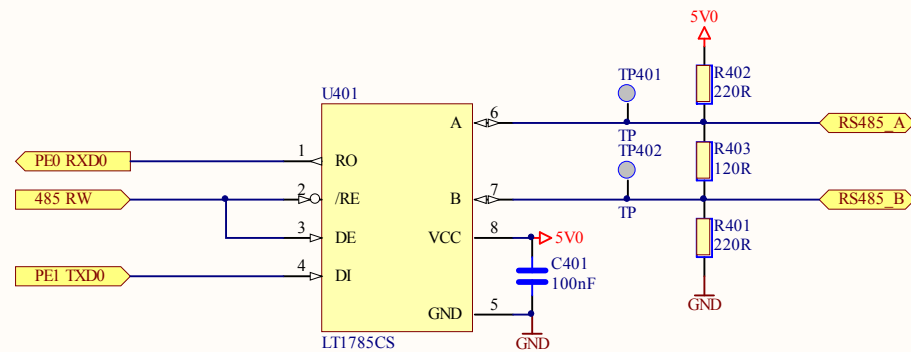 5V0
TP401
R402
220R
U401
A
6
RS485_A
TP
R403
120R
PE0 RXD0
1
RO
TP402
485 RW
2
/RE
B
7
RS485_B
TP
R401
220R
3
DE
VCC
8
5V0
PE1 TXD0
4
DI
C401
100nF
GND
5
GND
GND
LT1785CS